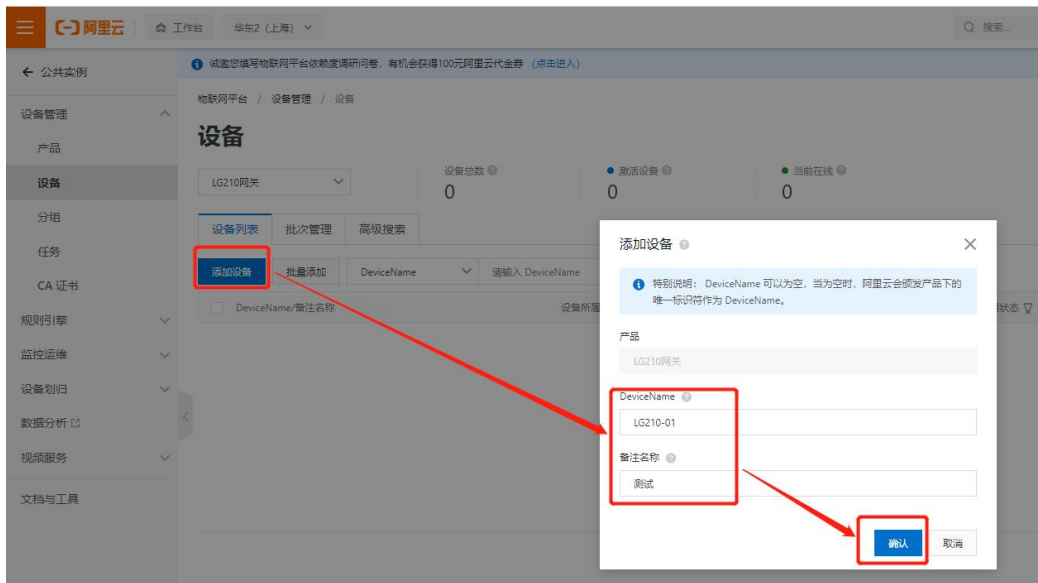 阿里云
工作台
华东2（上海）
搜索...
公共实例
诚邀您填写物联网平台依赖度调研问卷，有机会获得100元阿里云代金券 (点击进入)
设备管理
产品
设备
分组
任务
CA 证书
规则引擎
监控运维
设备划归
数据分析
视频服务
文档与工具
物联网平台 / 设备管理 / 设备
设备
LG210网关
设备总数
0
激活设备
0
当前在线
0
设备列表
批次管理
高级搜索
添加设备
批量添加
DeviceName
请输入 DeviceName
DeviceName/备注名称
设备所属
状态
添加设备
特别说明： DeviceName 可以为空，当为空时，阿里云会颁发产品下的
唯一标识符作为 DeviceName。
产品
LG210网关
DeviceName
LG210-01
备注名称
测试
确认
取消